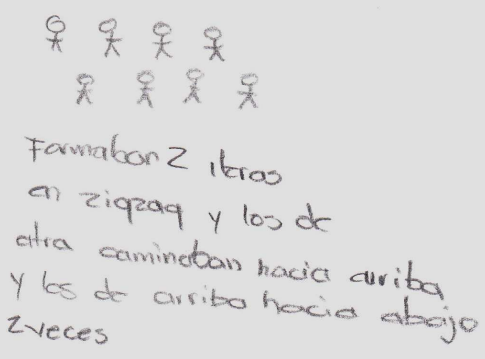 Formaban 2 ileras
en zigzag y los de
atra caminaban hacia arriba
y los de arriba hacia abajo
2 veces